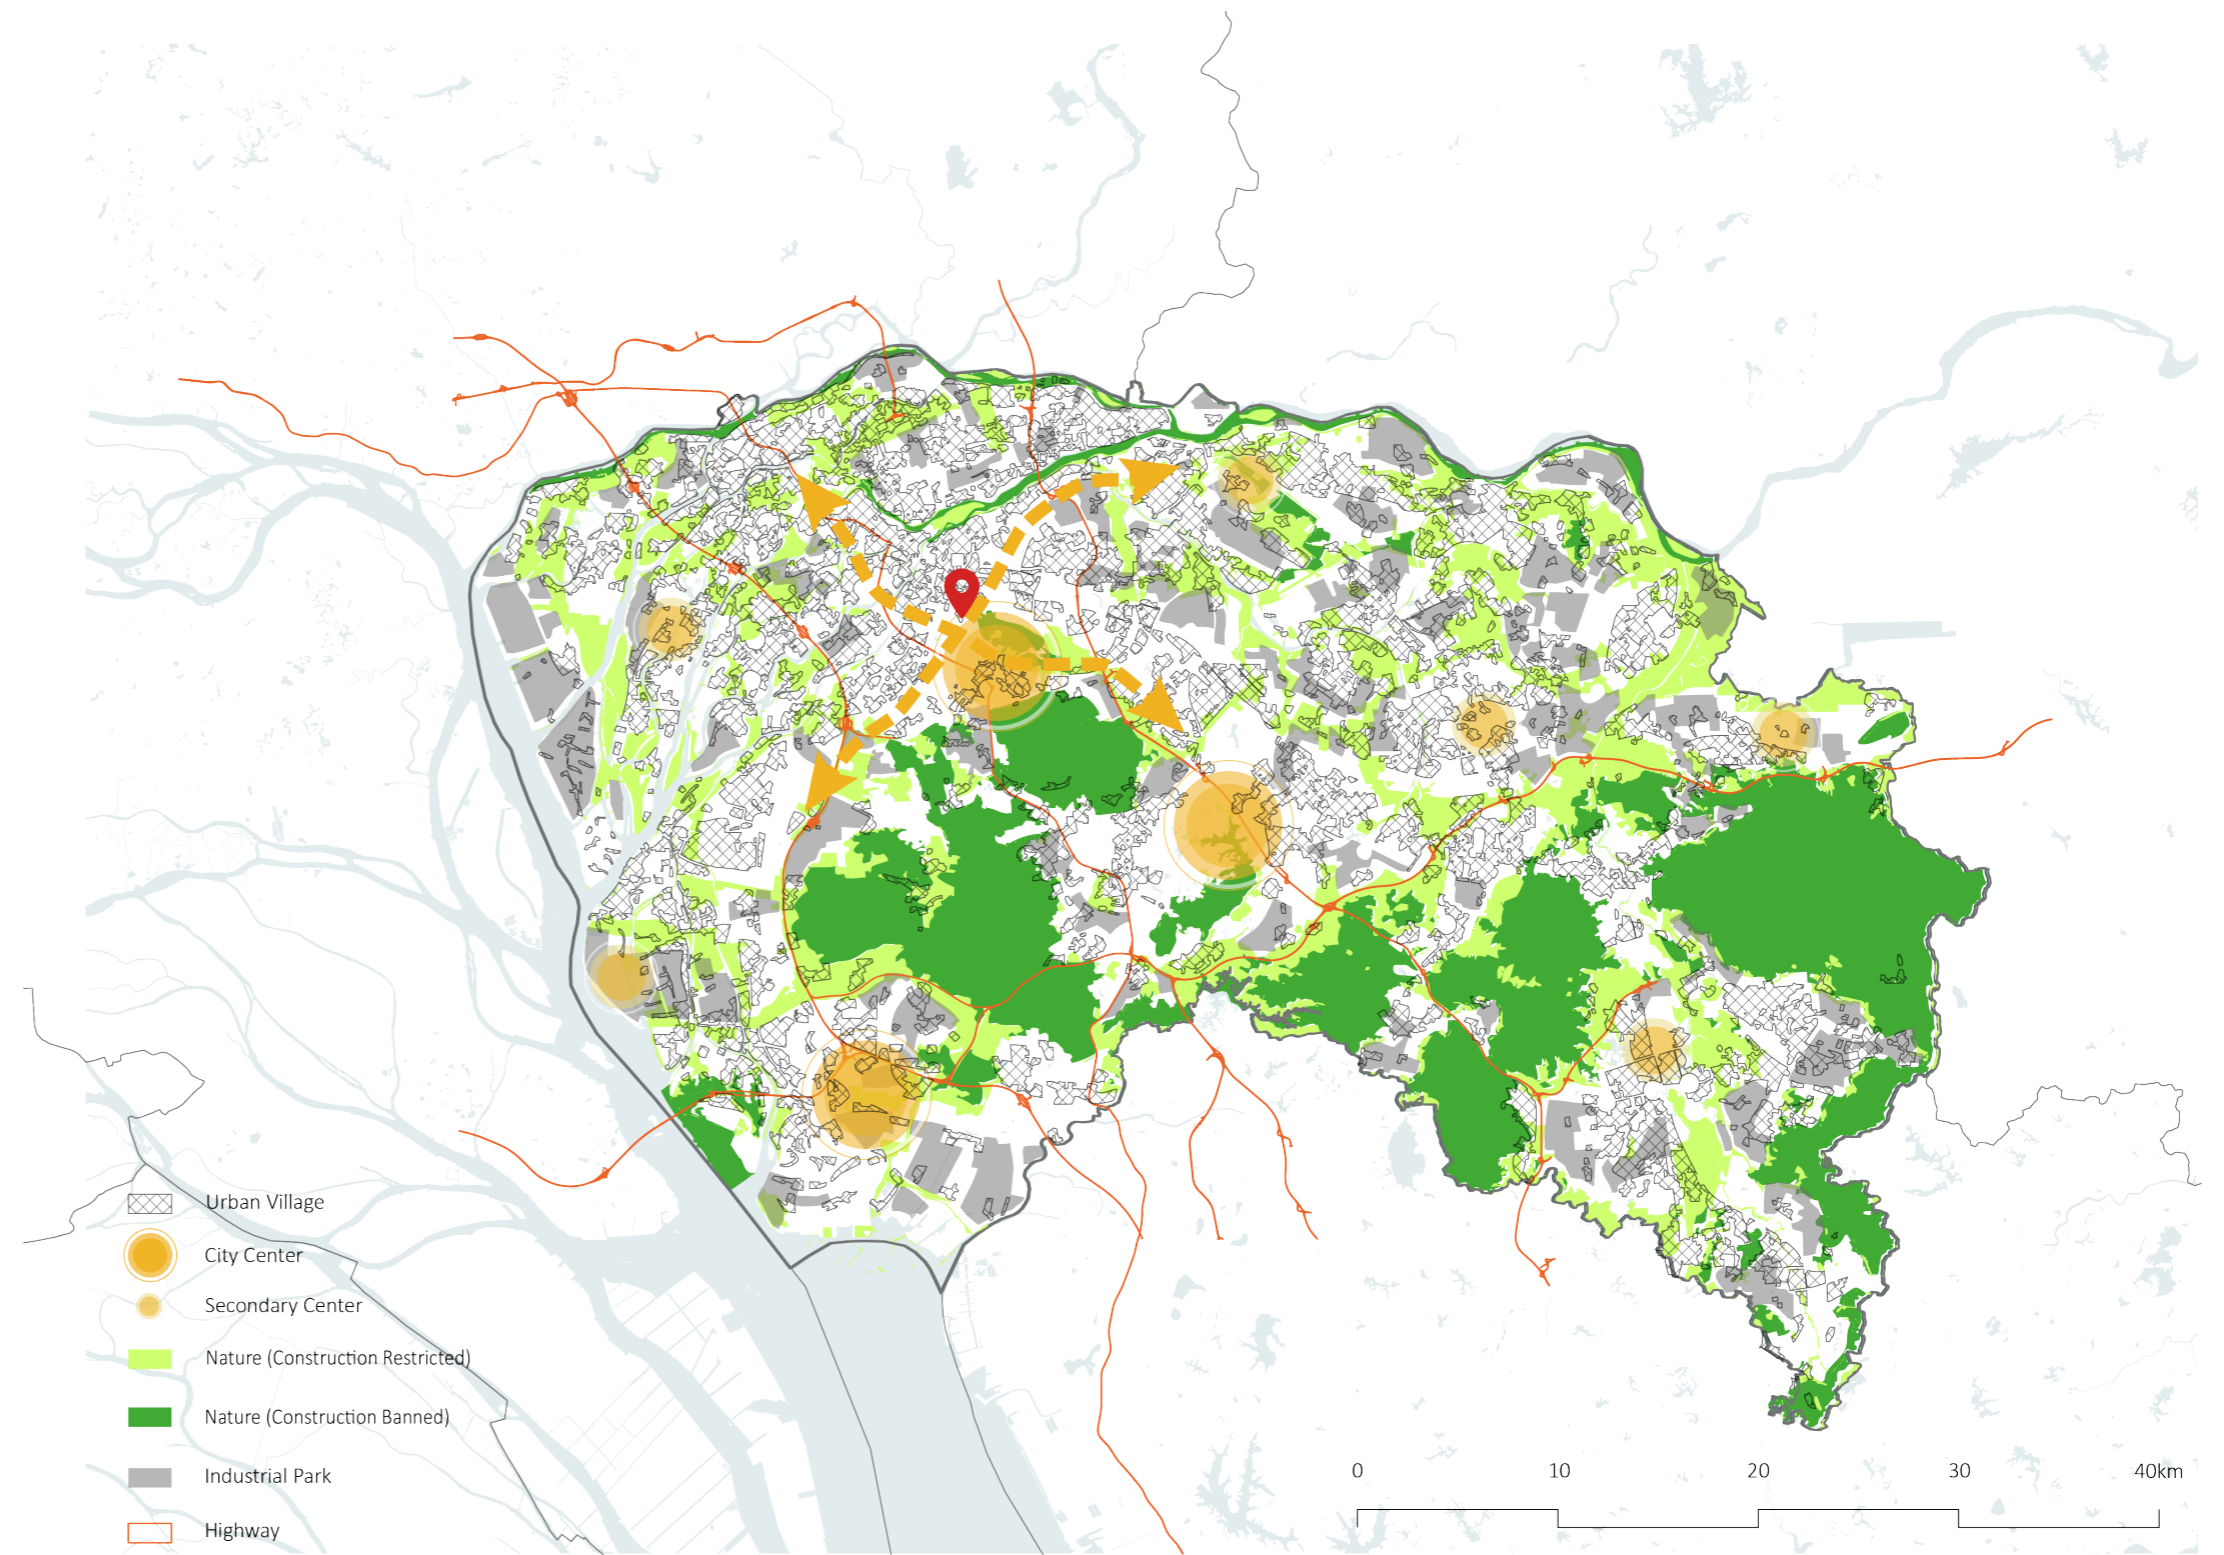 Urban Village
City Center
Secondary Center
Nature (Construction Restricted)
Nature (Construction Banned)
Industrial Park
Highway
0 10 20 30 40km